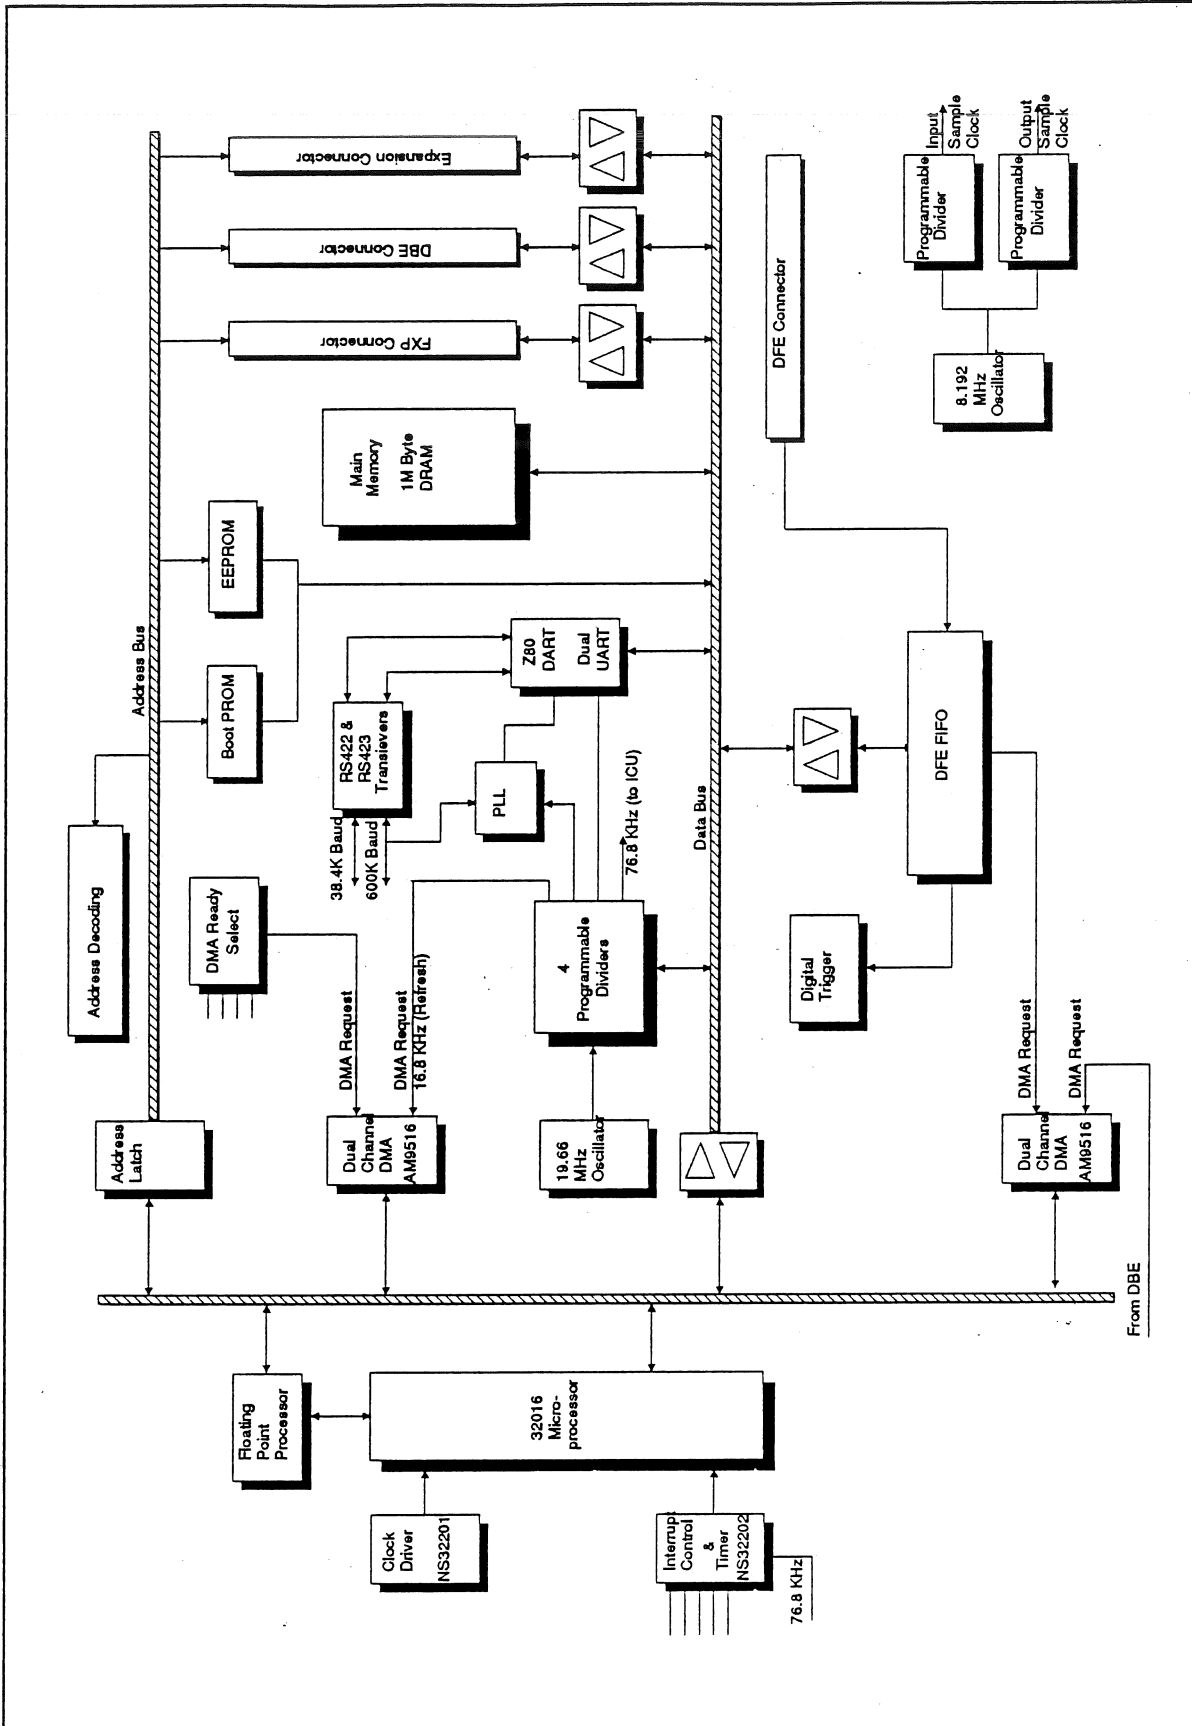 Address Decoding
Address Bus
Expansion Connector
DBE Connector
FXP Connector
Boot PROM
EEPROM
DMA Ready
Select
Main
Memory
1M Byte
DRAM
Address
Latch
38.4K Baud
600K Baud
RS422 &
RS423
Transievers
Z80
DART
Dual
UART
PLL
DMA Request
DMA Request
16.8 KHz (Refresh)
Dual
Channel
DMA
AM9516
4
Programmable
Dividers
76.8 KHz (to ICU)
19.66
MHz
Oscillator
Data Bus
Floating
Point
Processor
32016
Micro-
processor
Clock
Driver
NS32201
Interrupt
Control
&
Timer
NS32202
76.8 KHz
DFE Connector
Digital
Trigger
DFE FIFO
8.192
MHz
Oscillator
Programmable
Divider
Input
Sample
Clock
Programmable
Divider
Output
Sample
Clock
DMA Request
DMA Request
Dual
Channel
DMA
AM9516
From DBE